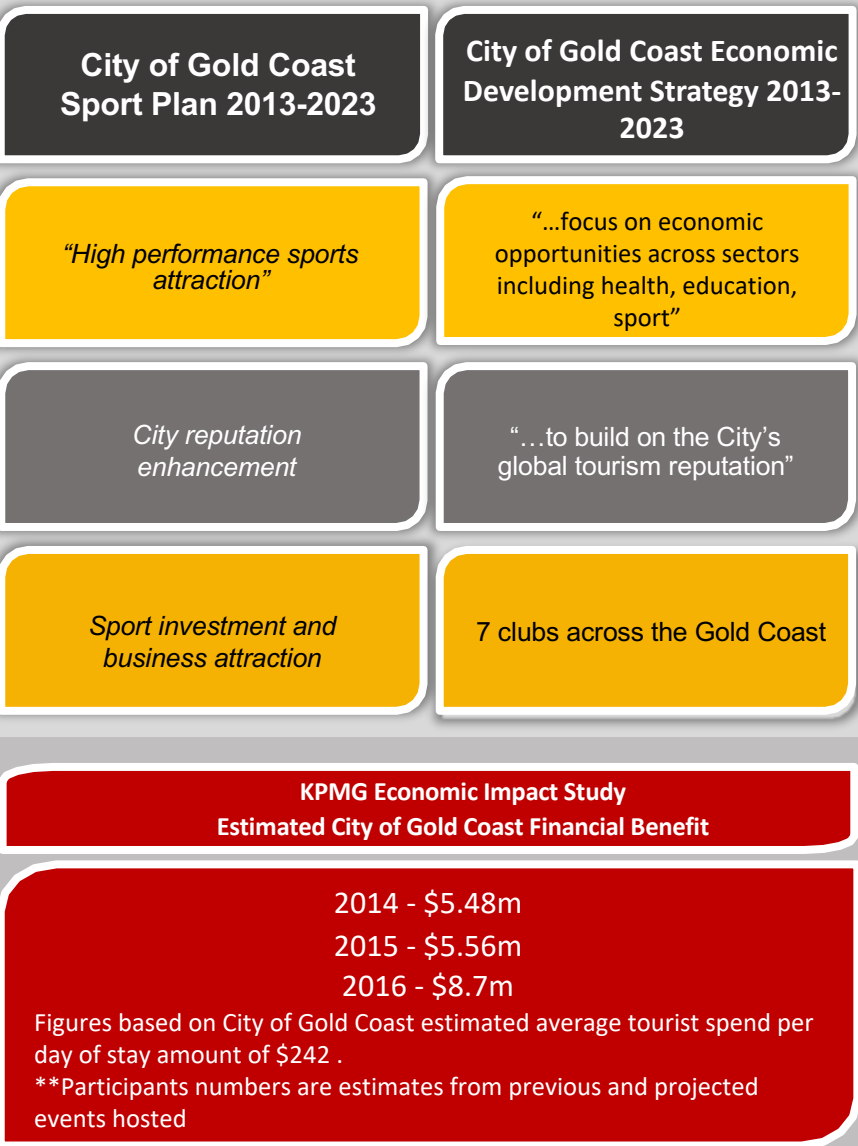 City of Gold Coast
Sport Plan 2013-2023
City of Gold Coast Economic
Development Strategy 2013-
2023
“High performance sports
attraction”
“…focus on economic
opportunities across sectors
including health, education,
sport”
City reputation
enhancement
“…to build on the City’s
global tourism reputation”
Sport investment and
business attraction
7 clubs across the Gold Coast
KPMG Economic Impact Study
Estimated City of Gold Coast Financial Benefit
2014 - $5.48m
2015 - $5.56m
2016 - $8.7m
Figures based on City of Gold Coast estimated average tourist spend per
day of stay amount of $242 .
**Participants numbers are estimates from previous and projected
events hosted